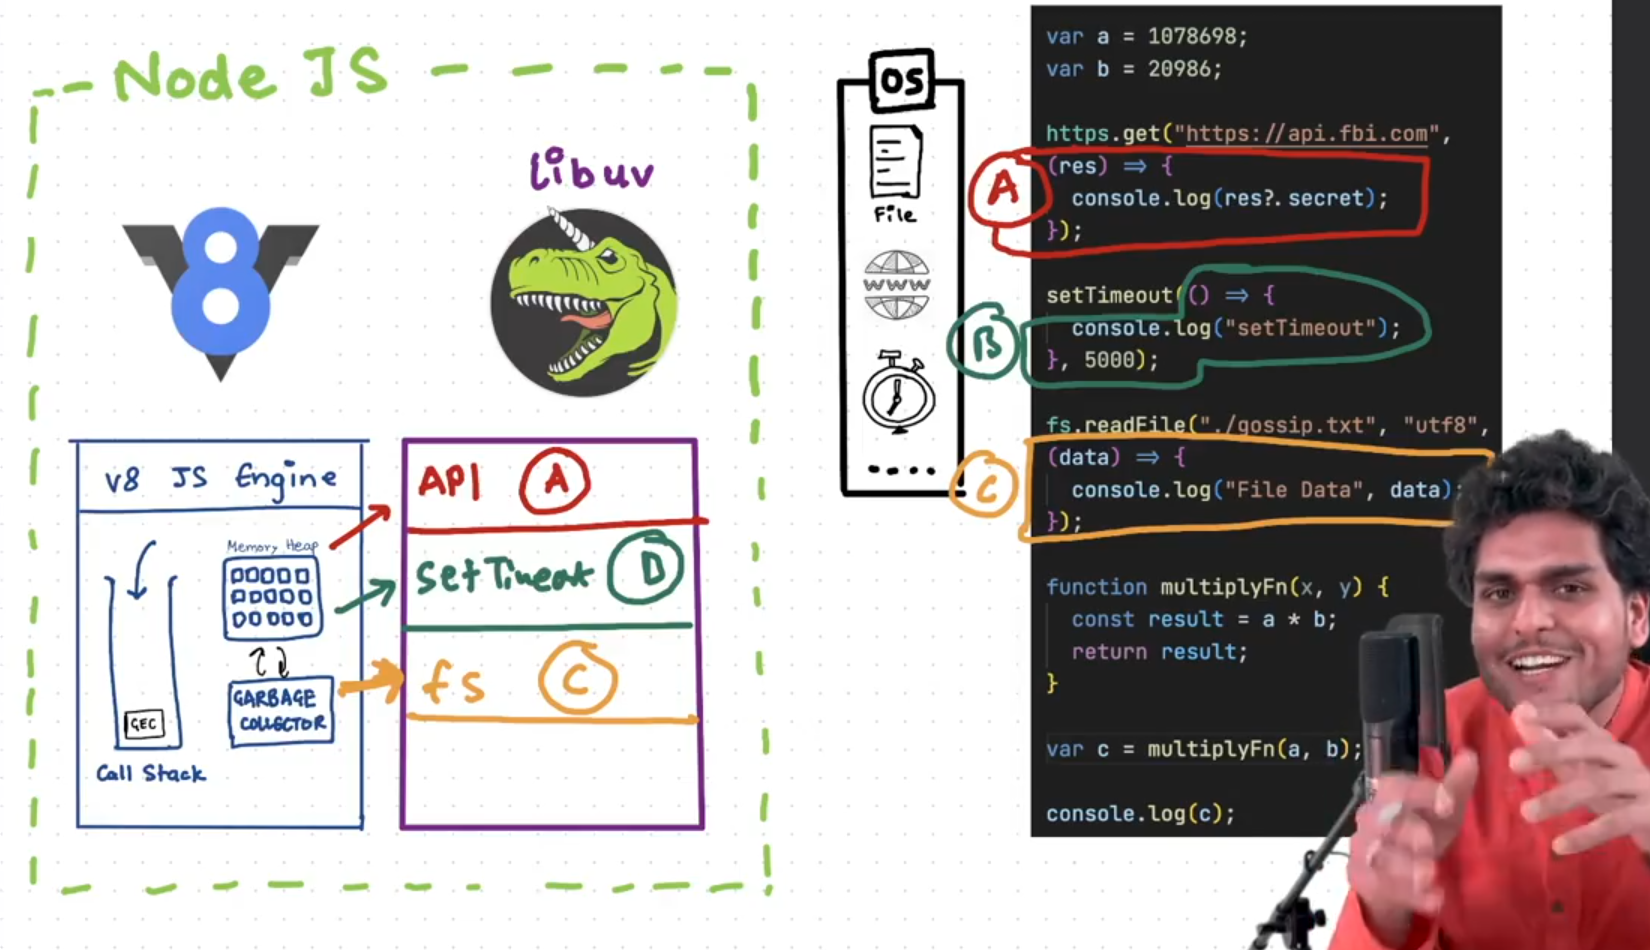 Node JS
libuv
8
V8 JS Engine
Memory Heap
GARBAGE
COLLECTOR
GEC
Call Stack
API A
SetTimeout B
fs C
OS
File
WWW
....
A
B
C
var a = 1078698;
var b = 20986;
https.get("https://api.fbi.com",
(res) => {
console.log(res?.secret);
});
setTimeout(() => {
console.log("setTimeout");
}, 5000);
fs.readFile("./gossip.txt", "utf8",
(data) => {
console.log("File Data", data);
});
function multiplyFn(x, y) {
const result = a * b;
return result;
}
var c = multiplyFn(a, b);
console.log(c);